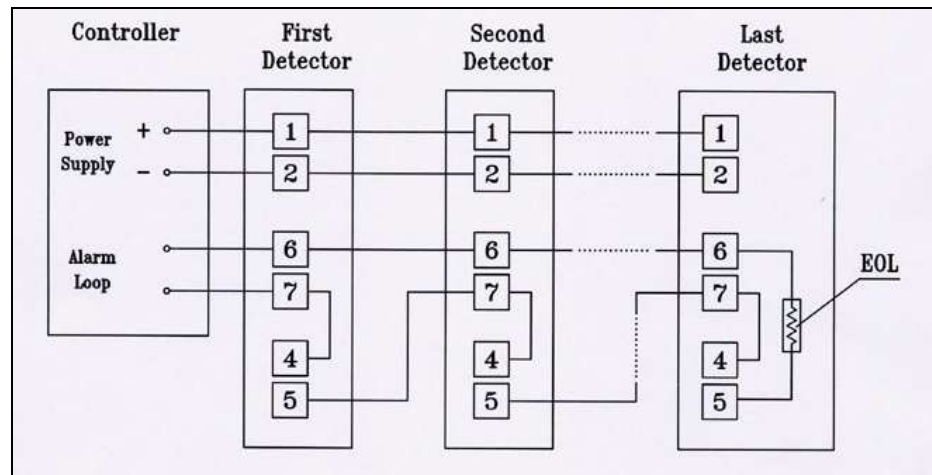 Controller
First
Detector
Second
Detector
Last
Detector
Power
Supply
+
-
Alarm
Loop
1
2
6
7
4
5
1
2
6
7
4
5
1
2
6
7
4
5
EOL